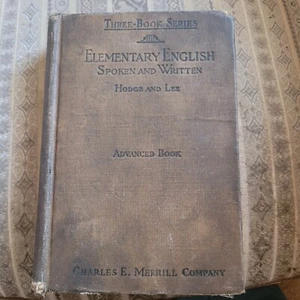 Three-Book Series
Elementary English
Spoken and Written
Hodge and Lee
Advanced Book
Charles E. Merrill Company